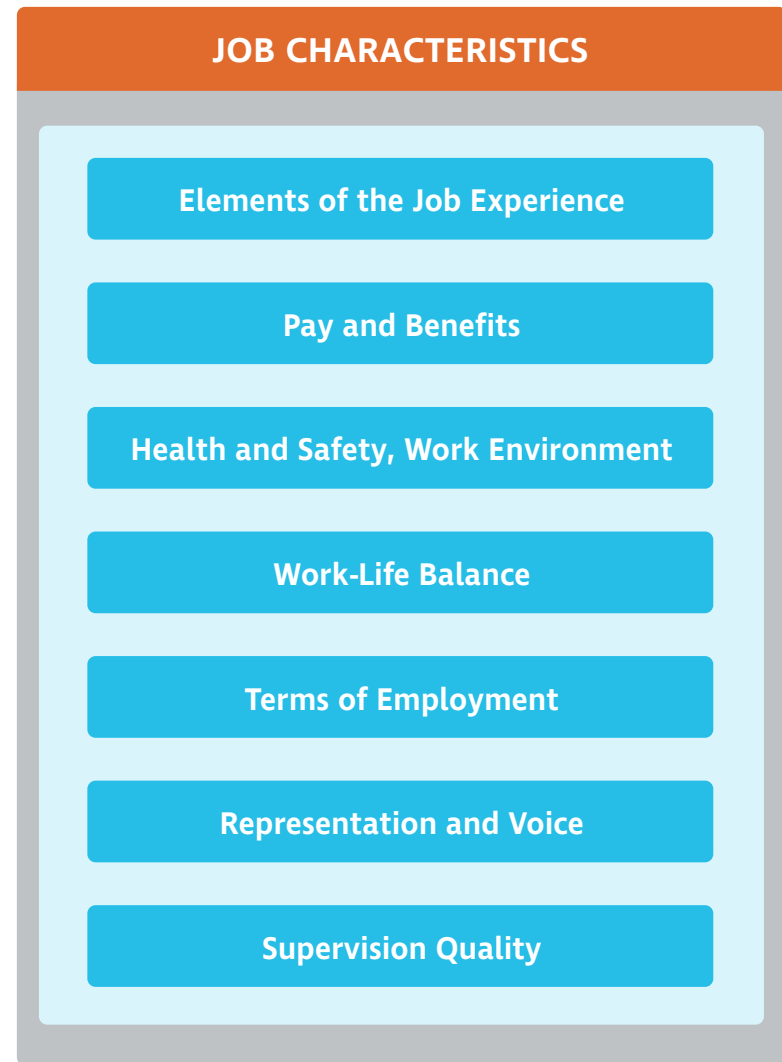 JOB CHARACTERISTICS
Elements of the Job Experience
Pay and Benefits
Health and Safety, Work Environment
Work-Life Balance
Terms of Employment
Representation and Voice
Supervision Quality